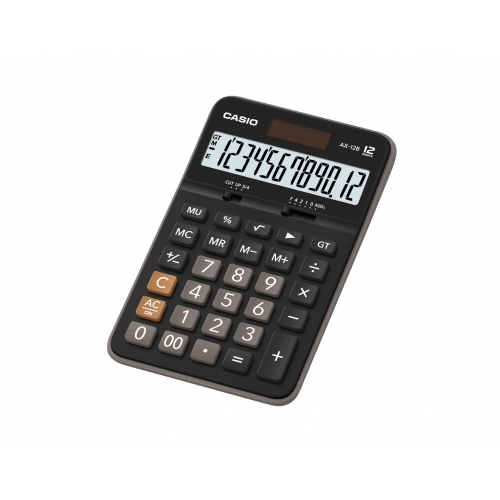 CASIO
AX-12B 12 DIGITS
GT
M
E
123456789012.
CUT UP 5/4
F 4 2 1 0 ADD2
MU % √ ▶ GT
MC MR M− M+ ÷
+/− 7 8 9 ×
C 4 5 6 −
AC ON 1 2 3 +
0 00 • =